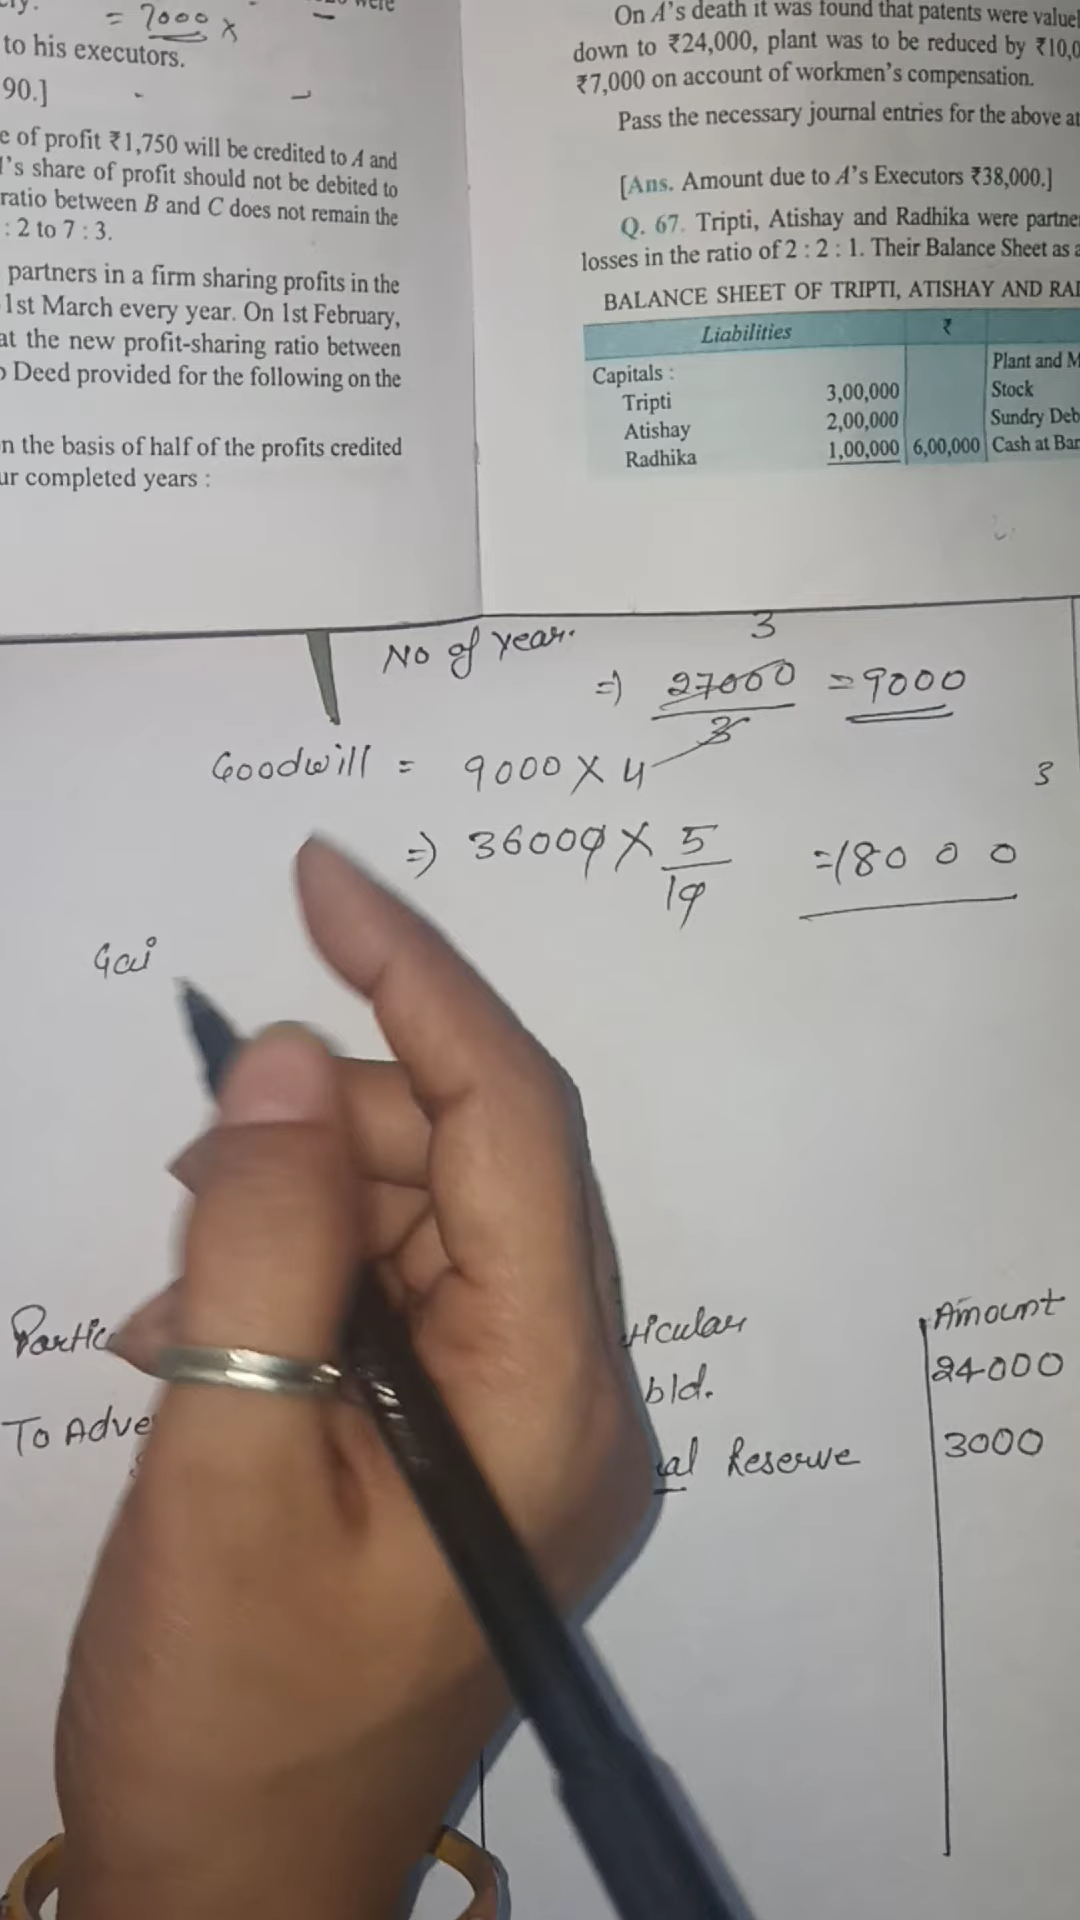 = 7000 x
to his executors.
90.]
e of profit ₹1,750 will be credited to A and
's share of profit should not be debited to
ratio between B and C does not remain the
: 2 to 7 : 3.
partners in a firm sharing profits in the
1st March every year. On 1st February,
at the new profit-sharing ratio between
Deed provided for the following on the
n the basis of half of the profits credited
ur completed years :
On A's death it was found that patents were value
down to ₹24,000, plant was to be reduced by ₹10,0
₹7,000 on account of workmen's compensation.
Pass the necessary journal entries for the above at
[Ans. Amount due to A's Executors ₹38,000.]
Q. 67. Tripti, Atishay and Radhika were partne
losses in the ratio of 2 : 2 : 1. Their Balance Sheet as a
BALANCE SHEET OF TRIPTI, ATISHAY AND RA
Liabilities ₹
Capitals : Plant and M
Tripti 3,00,000 Stock
Atishay 2,00,000 Sundry Deb
Radhika 1,00,000 6,00,000 Cash at Ban
No of year.
3
=) 27000 = 9000
3
Goodwill = 9000 X 4
3
=) 36000 X 5 = 18000
10
Gai
Partic ticular Amount
bld. 24000
To Adve al Reserve 3000